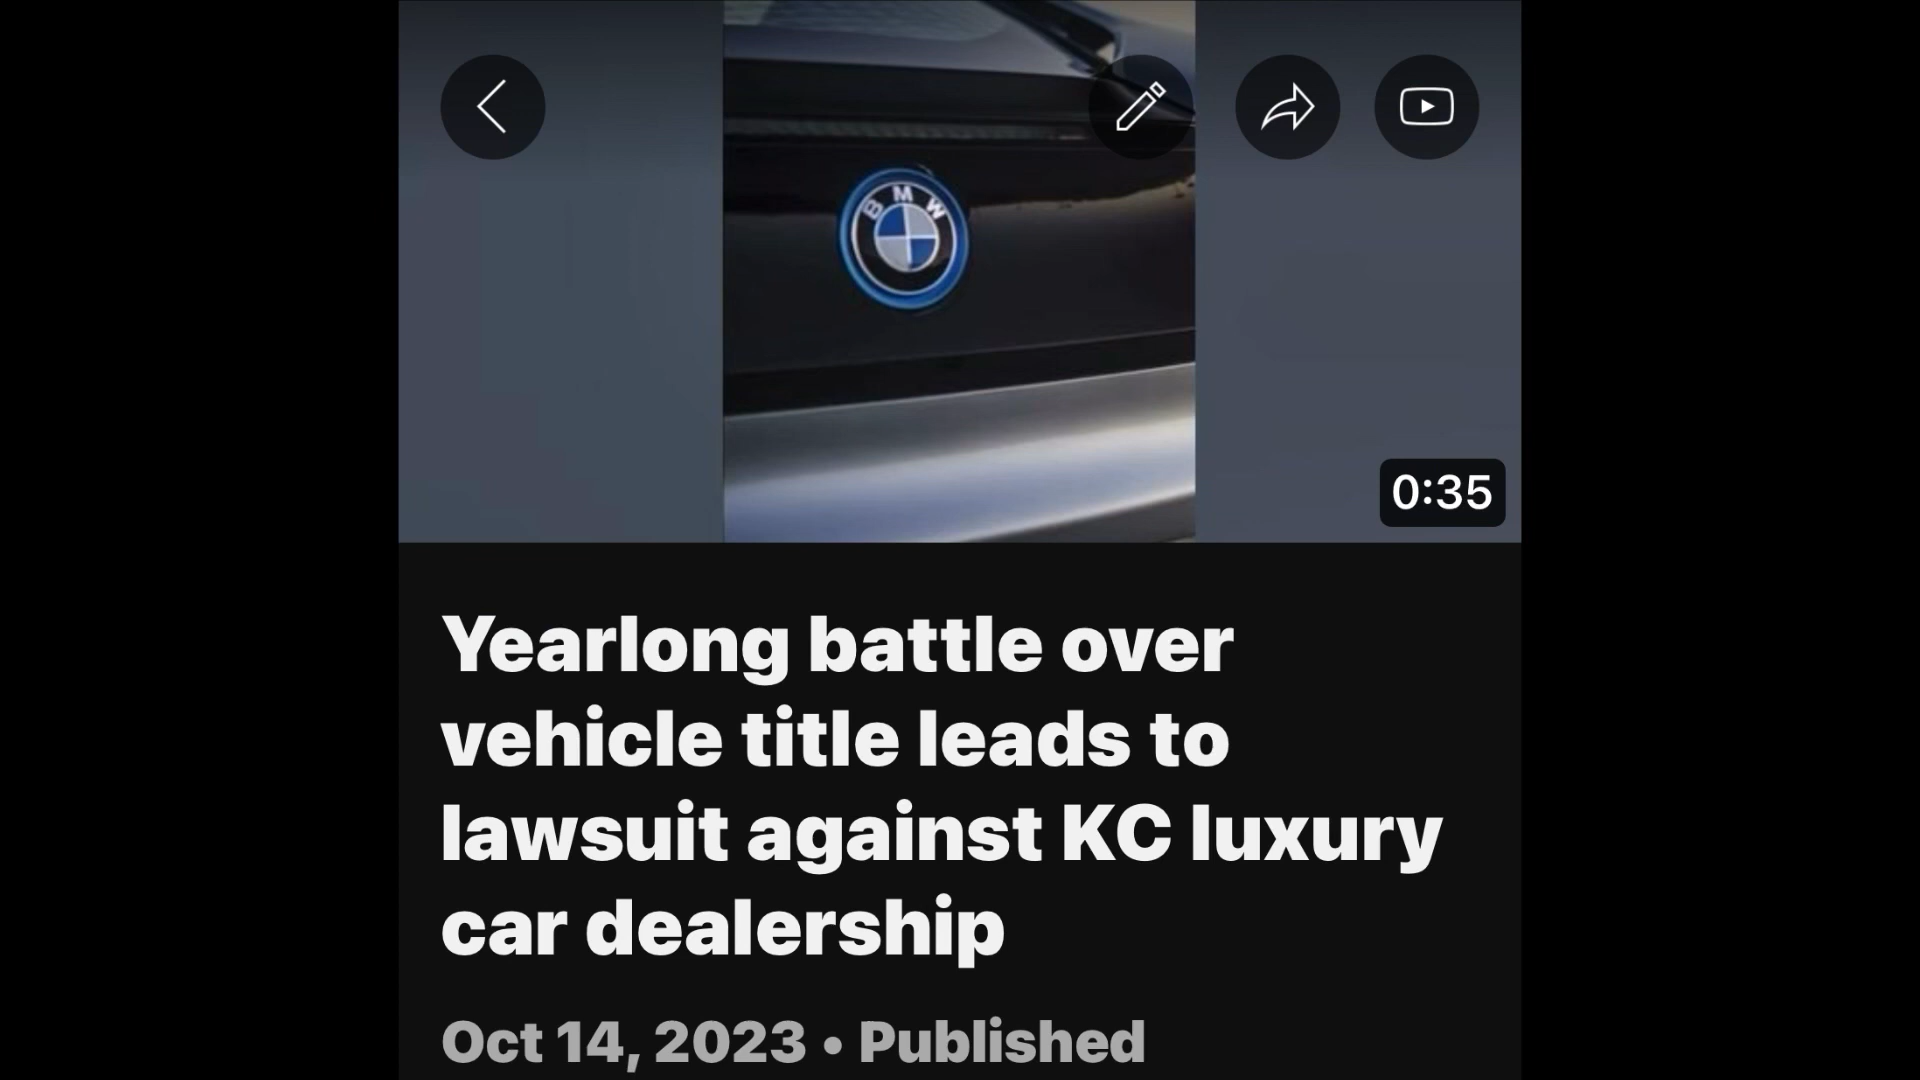 BMW
0:35
Yearlong battle over
vehicle title leads to
lawsuit against KC luxury
car dealership
Oct 14, 2023 • Published